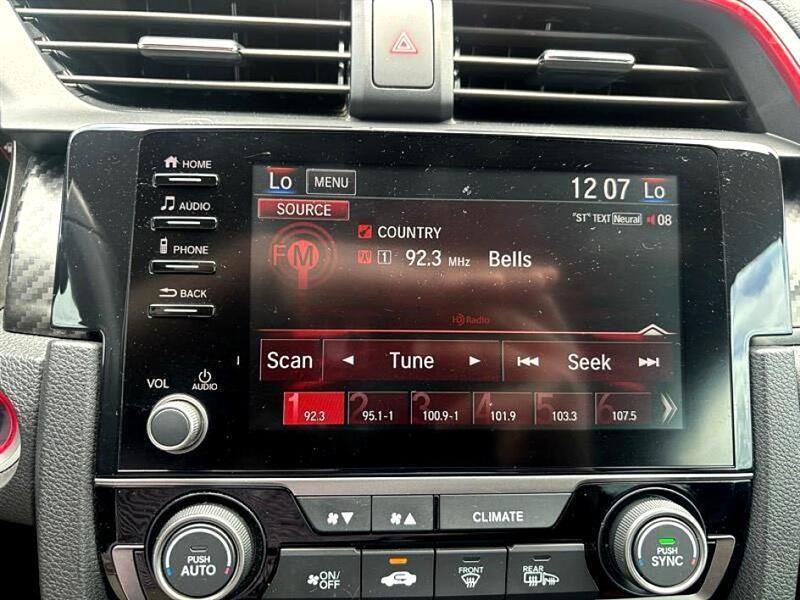 HOME
AUDIO
PHONE
BACK
VOL
AUDIO
Lo MENU 12 07 Lo
SOURCE
"ST" TEXT Neural 08
FM
COUNTRY
1 92.3 MHz Bells
HD Radio
Scan Tune Seek
1 92.3 2 95.1-1 3 100.9-1 4 101.9 5 103.3 6 107.5
CLIMATE
PUSH AUTO
ON/OFF
FRONT
REAR
PUSH SYNC